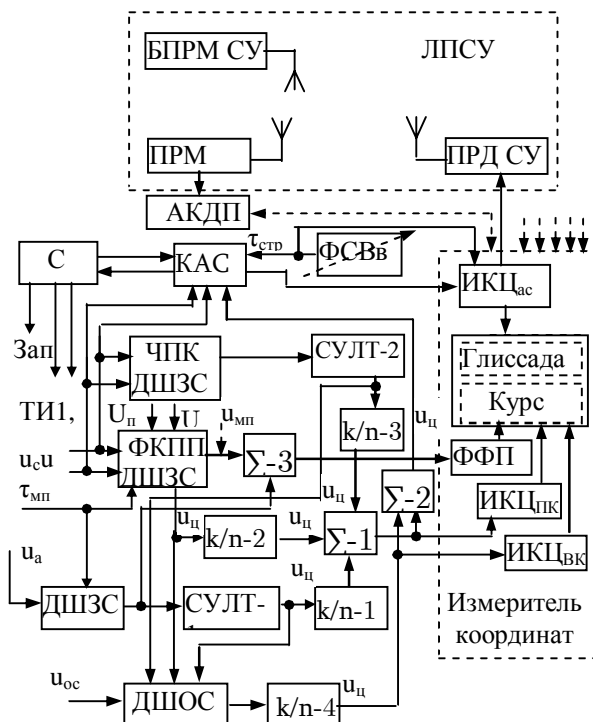 БПРМ СУ
ЛПСУ
ПРМ
ПРД СУ
АКДП
τстр
ФСВв
С
КАС
ИКЦас
Зап
ЧПК
ДШЗС
СУЛТ-2
Глиссада
Курс
ТИ1,
Uп
U
uмп
k/n-3
uц
ФКПП
ДШЗС
∑-3
ФФП
uсu
τмп
uц
∑-2
ИКЦПК
uц
k/n-2
∑-1
ИКЦВК
uа
uц
ДШЗС
СУЛТ-
k/n-1
Измеритель
координат
uос
ДШОС
k/n-4
uц